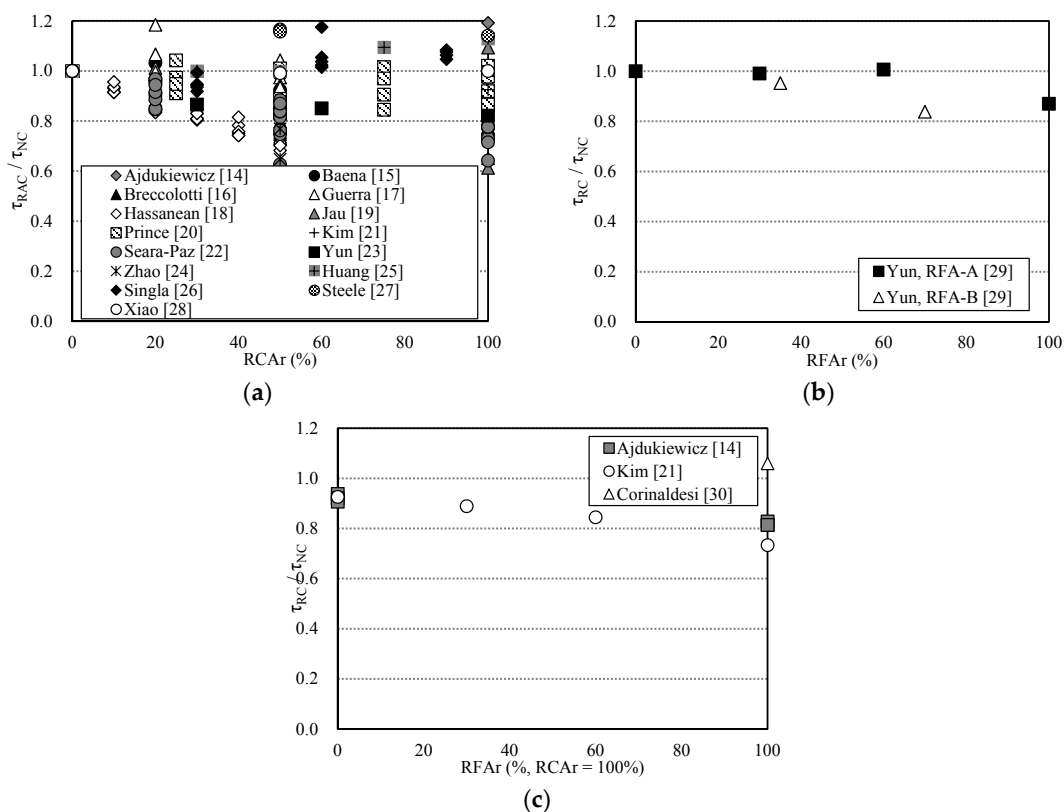 1.2
1.0
0.8
0.6
0.4
0.2
0.0
τRAC / τNC
Ajdukiewicz [14] Baena [15]
Breccolotti [16] Guerra [17]
Hassanean [18] Jau [19]
Prince [20] Kim [21]
Seara-Paz [22] Yun [23]
Zhao [24] Huang [25]
Singla [26] Steele [27]
Xiao [28]
0 20 40 60 80 100
RCAr (%)
(a)
1.2
1.0
0.8
0.6
0.4
0.2
0.0
τRC / τNC
Yun, RFA-A [29]
Yun, RFA-B [29]
0 20 40 60 80 100
RFAr (%)
(b)
1.2
1.0
0.8
0.6
0.4
0.2
0.0
τRC / τNC
Ajdukiewicz [14]
Kim [21]
Corinaldesi [30]
0 20 40 60 80 100
RFAr (%, RCAr = 100%)
(c)